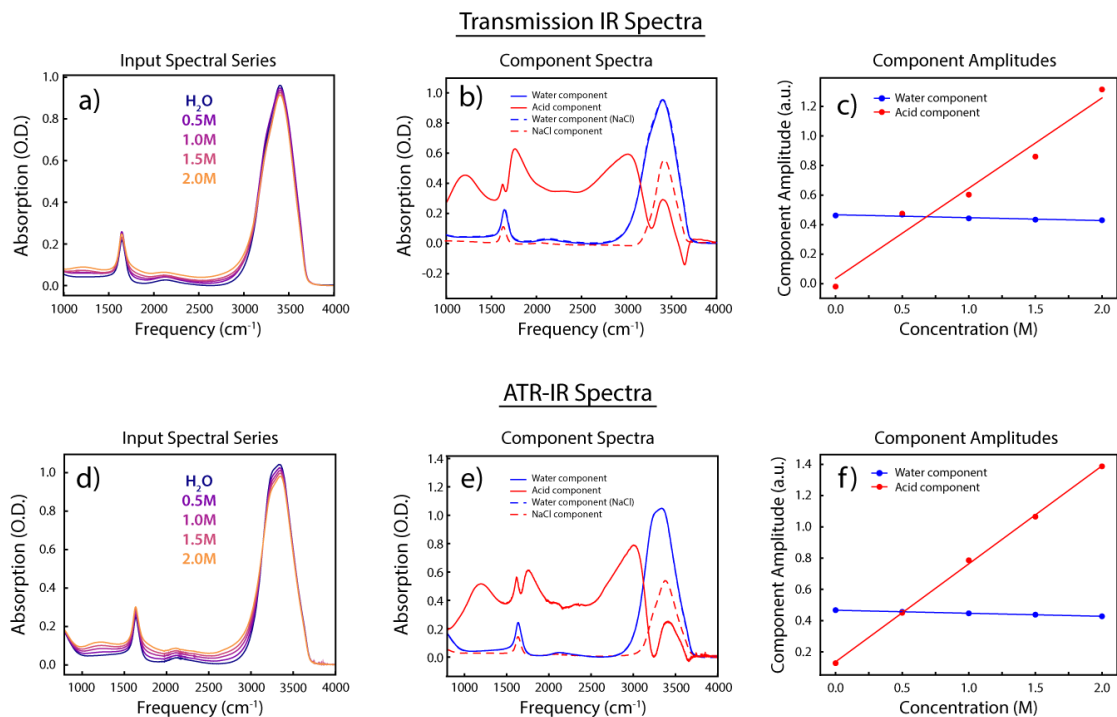 Transmission IR Spectra
Input Spectral Series
Component Spectra
Component Amplitudes
a)
H₂O
0.5M
1.0M
1.5M
2.0M
1.0
0.8
0.6
0.4
0.2
0.0
Absorption (O.D.)
1000 1500 2000 2500 3000 3500 4000
Frequency (cm⁻¹)
b)
Water component
Acid component
Water component (NaCl)
NaCl component
1.0
0.8
0.6
0.4
0.2
0.0
-0.2
Absorption (O.D.)
1000 1500 2000 2500 3000 3500 4000
Frequency (cm⁻¹)
c)
Water component
Acid component
1.2
1.0
0.8
0.6
0.4
0.2
0.0
Component Amplitude (a.u.)
0.0 0.5 1.0 1.5 2.0
Concentration (M)
ATR-IR Spectra
Input Spectral Series
Component Spectra
Component Amplitudes
d)
H₂O
0.5M
1.0M
1.5M
2.0M
1.0
0.8
0.6
0.4
0.2
0.0
Absorption (O.D.)
1000 1500 2000 2500 3000 3500 4000
Frequency (cm⁻¹)
e)
Water component
Acid component
Water component (NaCl)
NaCl component
1.4
1.2
1.0
0.8
0.6
0.4
0.2
0.0
Absorption (O.D.)
1000 1500 2000 2500 3000 3500 4000
Frequency (cm⁻¹)
f)
Water component
Acid component
1.4
1.2
1.0
0.8
0.6
0.4
0.2
Component Amplitude (a.u.)
0.0 0.5 1.0 1.5 2.0
Concentration (M)